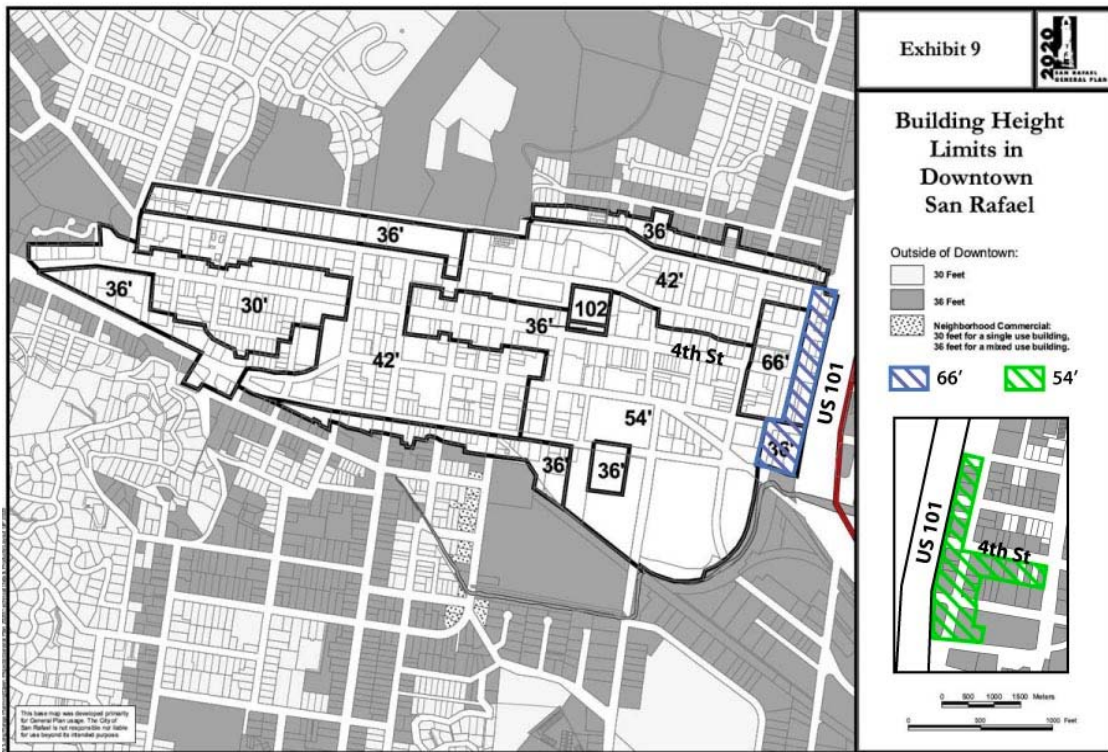 Exhibit 9
2020
SAN RAFAEL
GENERAL PLAN
Building Height
Limits in
Downtown
San Rafael
Outside of Downtown:
30 Feet
36 Feet
Neighborhood Commercial:
30 feet for a single use building,
36 feet for a mixed use building.
66'
54'
36'
36'
42'
36'
30'
102
36'
4th St
66'
US 101
42'
54'
36'
36'
36'
US 101
4th St
0 500 1000 1500 Meters
0 500 1000 Feet
This base map was developed primarily
for General Plan usage. The City of
San Rafael is not responsible nor liable
for use beyond its intended purpose